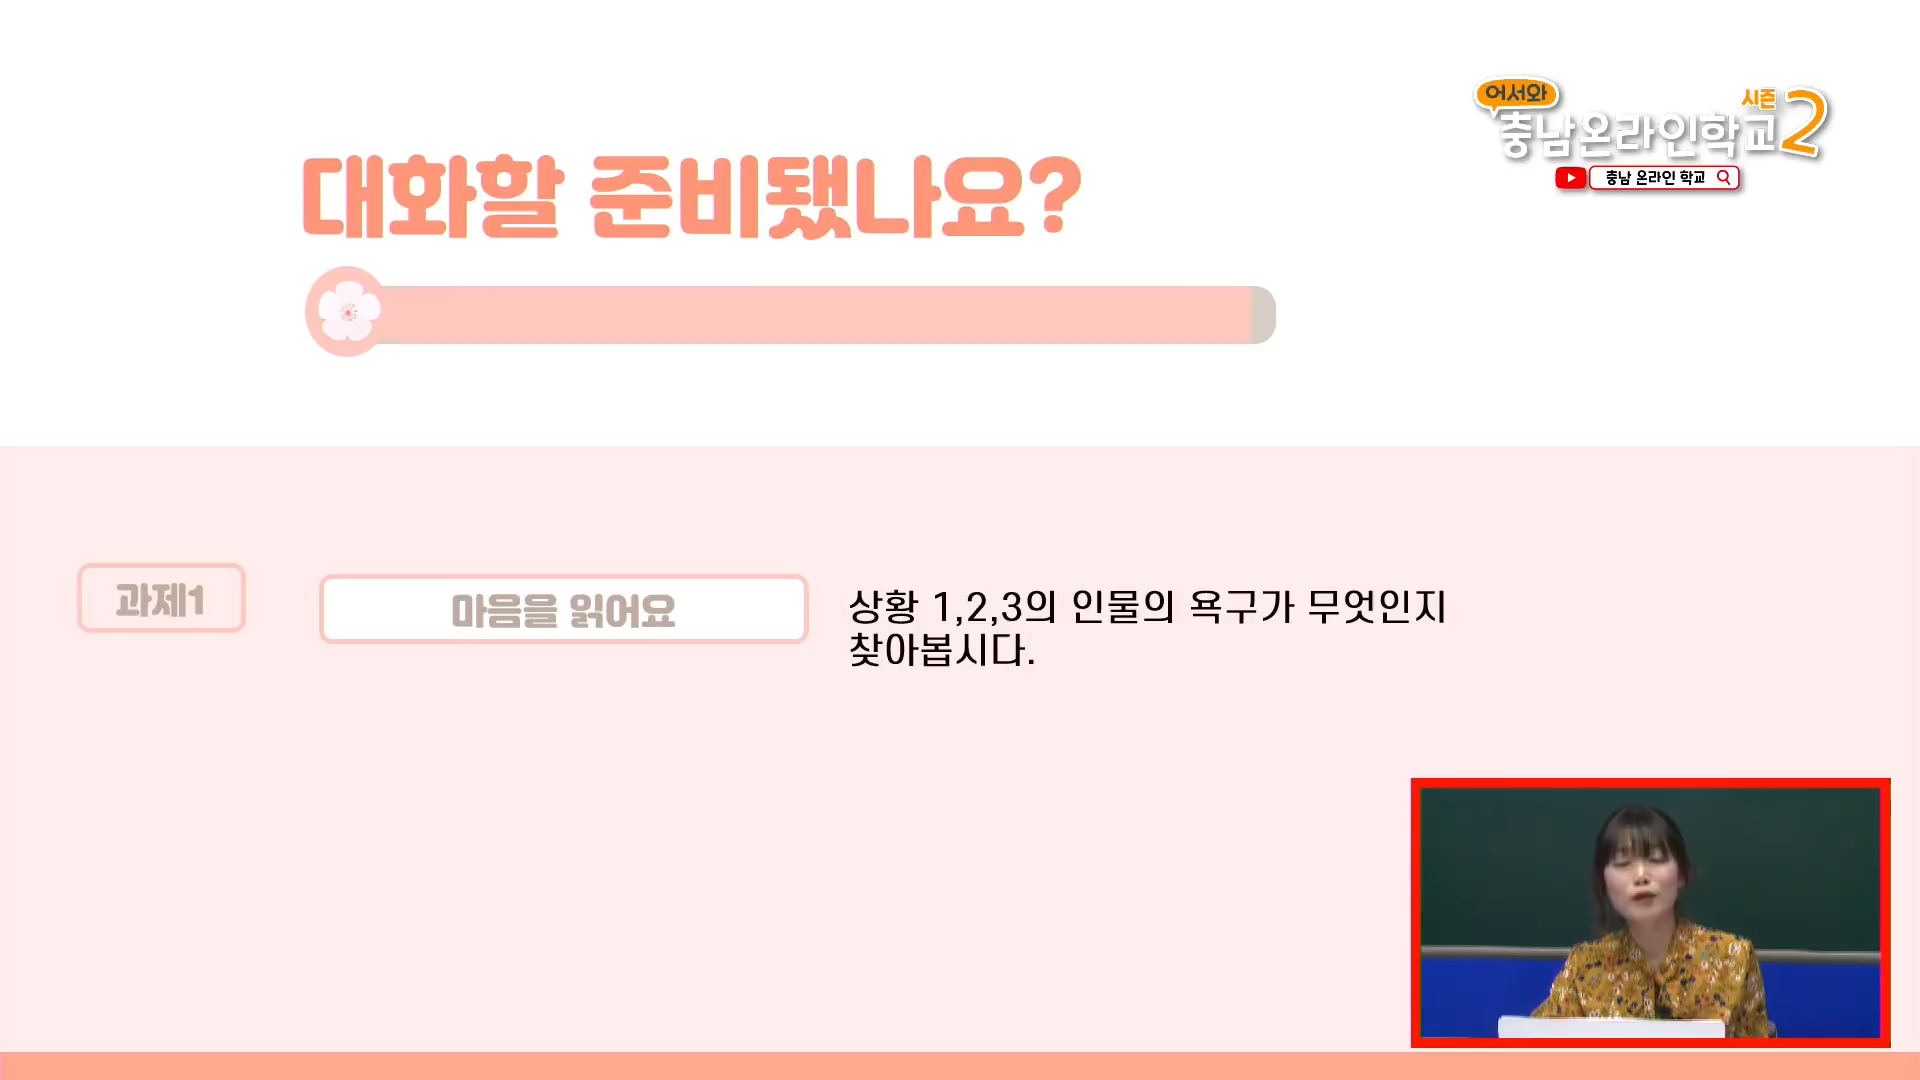 어서와
시즌
충남온라인학교2
충남 온라인 학교
대화할 준비됐나요?
과제1
마음을 읽어요
상황 1,2,3의 인물의 욕구가 무엇인지
찾아봅시다.